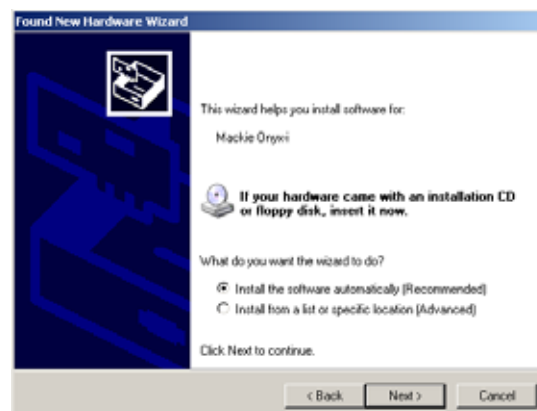 Found New Hardware Wizard
This wizard helps you install software for:
Mackie Onyxi
If your hardware came with an installation CD
or floppy disk, insert it now.
What do you want the wizard to do?
Install the software automatically (Recommended)
Install from a list or specific location (Advanced)
Click Next to continue.
< Back
Next >
Cancel